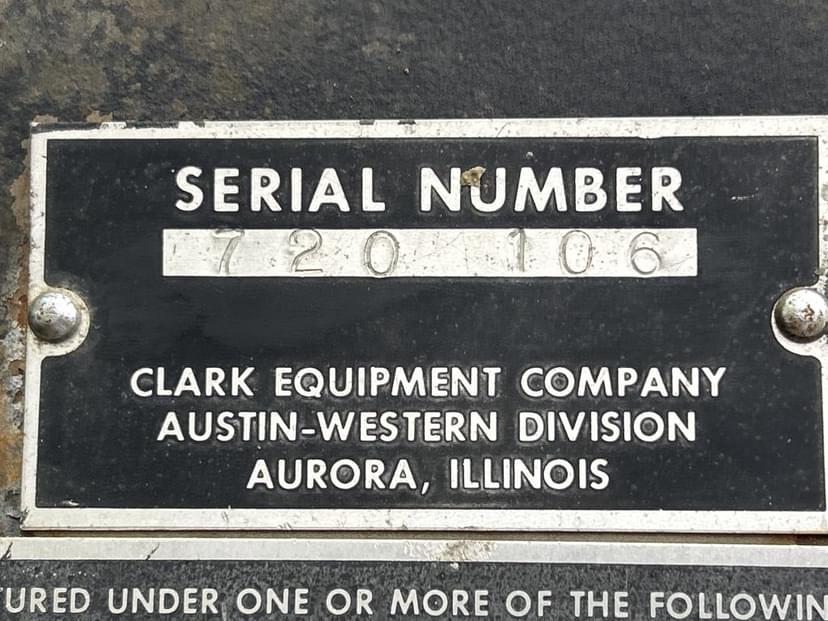 SERIAL NUMBER
720 106
CLARK EQUIPMENT COMPANY
AUSTIN-WESTERN DIVISION
AURORA, ILLINOIS
UNDER ONE OR MORE OF THE